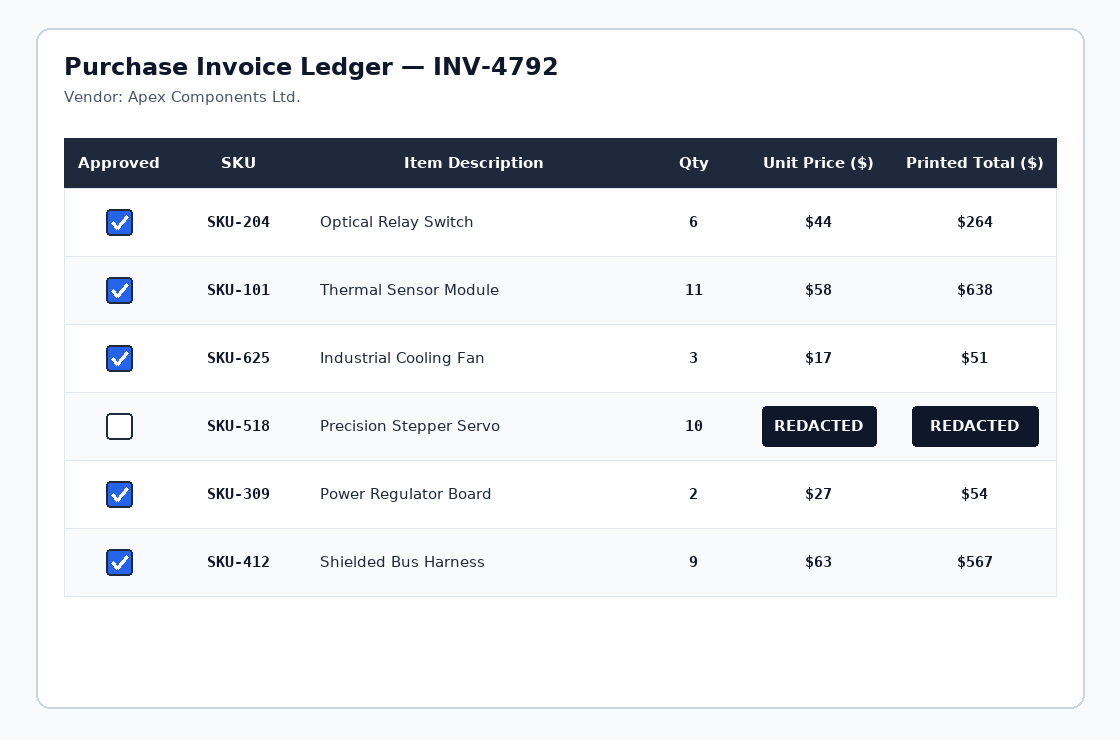 Purchase Invoice Ledger — INV-4792
Vendor: Apex Components Ltd.
Approved SKU Item Description Qty Unit Price ($) Printed Total ($)
SKU-204 Optical Relay Switch 6 $44 $264
SKU-101 Thermal Sensor Module 11 $58 $638
SKU-625 Industrial Cooling Fan 3 $17 $51
SKU-518 Precision Stepper Servo 10 REDACTED REDACTED
SKU-309 Power Regulator Board 2 $27 $54
SKU-412 Shielded Bus Harness 9 $63 $567